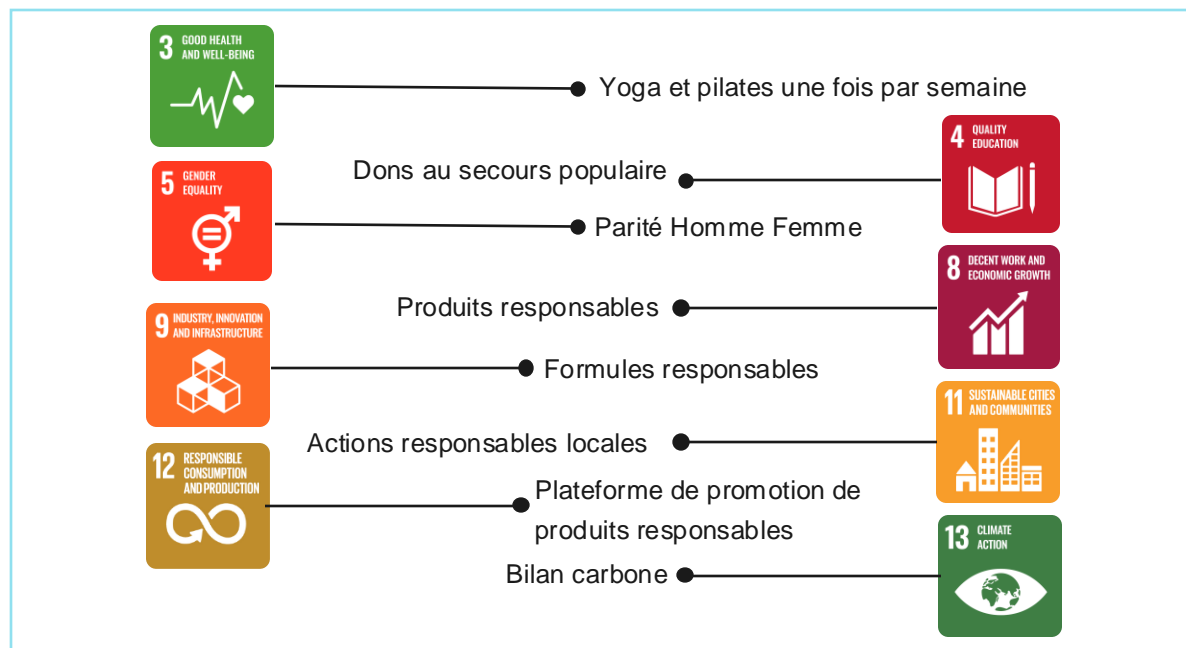 3 GOOD HEALTH
AND WELL-BEING
Yoga et pilates une fois par semaine
4 QUALITY
EDUCATION
Dons au secours populaire
5 GENDER
EQUALITY
Parité Homme Femme
8 DECENT WORK AND
ECONOMIC GROWTH
Produits responsables
9 INDUSTRY, INNOVATION
AND INFRASTRUCTURE
Formules responsables
11 SUSTAINABLE CITIES
AND COMMUNITIES
Actions responsables locales
12 RESPONSIBLE
CONSUMPTION
AND PRODUCTION
Plateforme de promotion de
produits responsables
13 CLIMATE
ACTION
Bilan carbone